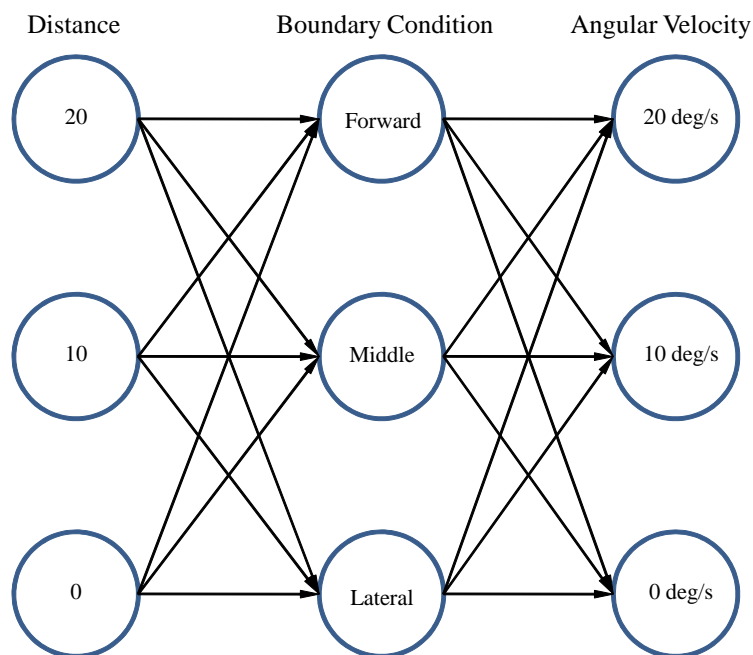 Distance
Boundary Condition
Angular Velocity
20
Forward
20 deg/s
10
Middle
10 deg/s
0
Lateral
0 deg/s